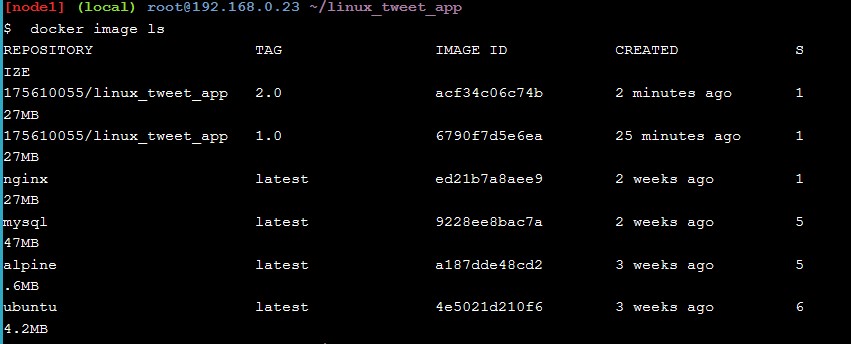 [node1] (local) root@192.168.0.23 ~/linux_tweet_app
$  docker image ls
REPOSITORY                   TAG                 IMAGE ID            CREATED             S
IZE
175610055/linux_tweet_app   2.0                 acf34c06c74b        2 minutes ago       1
27MB
175610055/linux_tweet_app   1.0                 6790f7d5e6ea        25 minutes ago      1
27MB
nginx                       latest              ed21b7a8aee9        2 weeks ago         1
27MB
mysql                       latest              9228ee8bac7a        2 weeks ago         5
47MB
alpine                      latest              a187dde48cd2        3 weeks ago         5
.6MB
ubuntu                      latest              4e5021d210f6        3 weeks ago         6
4.2MB